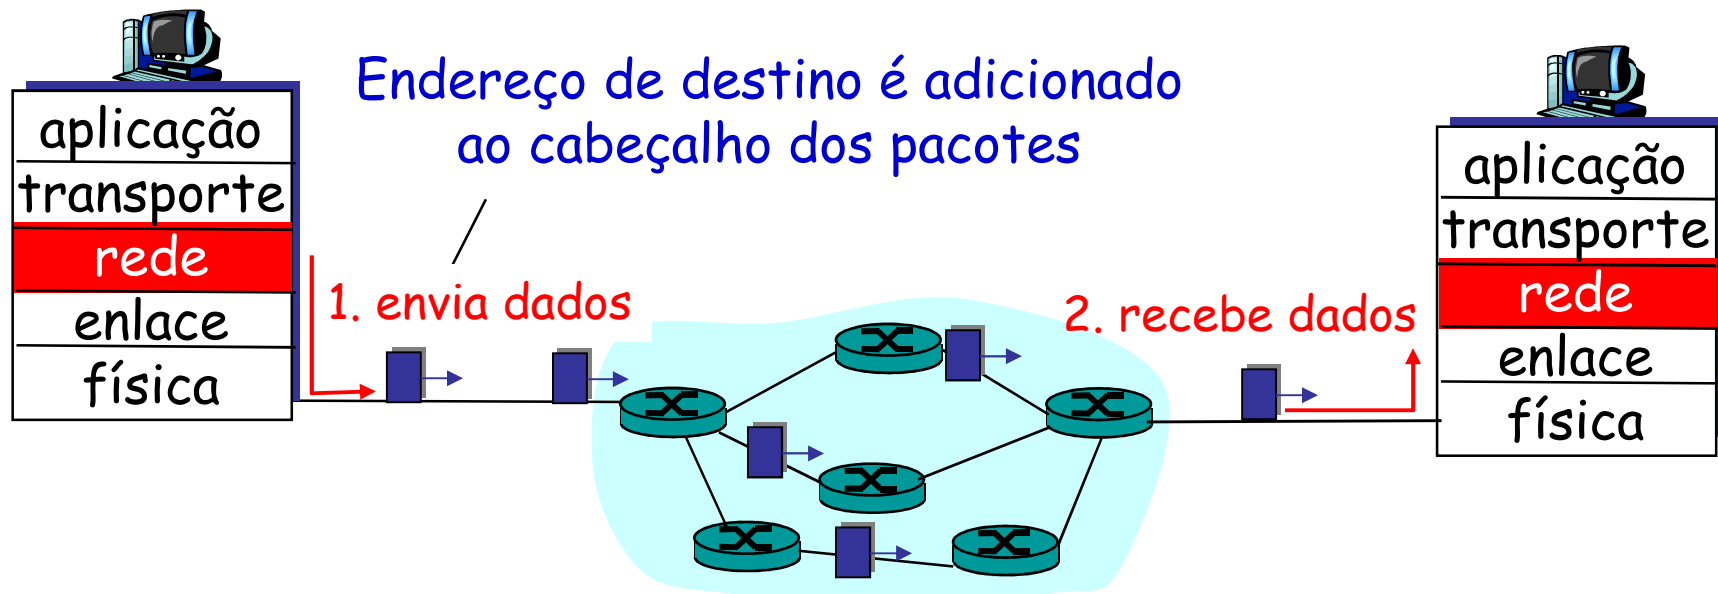 Endereço de destino é adicionado
ao cabeçalho dos pacotes
aplicação
transporte
rede
enlace
física
1. envia dados
2. recebe dados
aplicação
transporte
rede
enlace
física